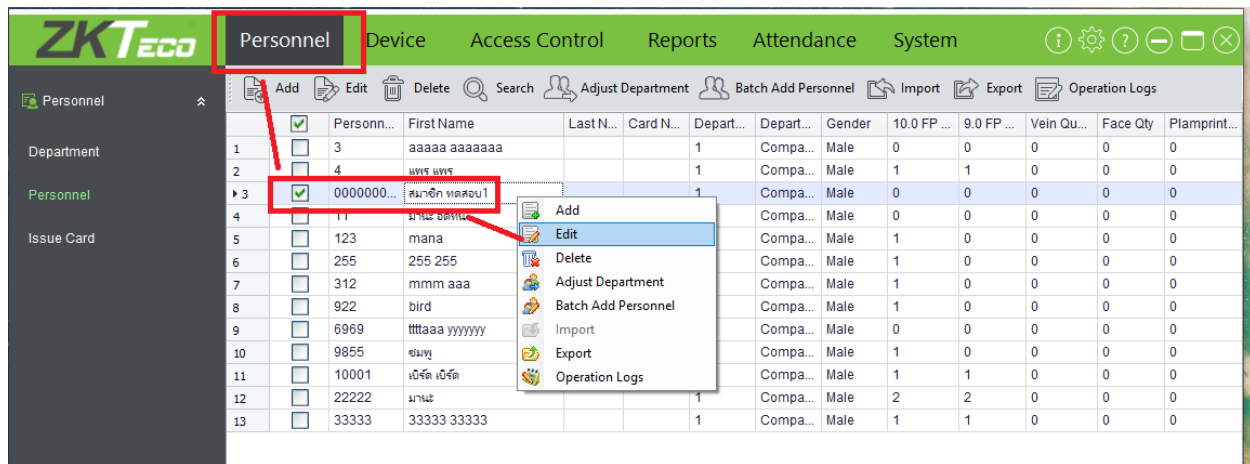 ZKTeco Personnel Device Access Control Reports Attendance System
Personnel
Department
Personnel
Issue Card
Add Edit Delete Search Adjust Department Batch Add Personnel Import Export Operation Logs
Personn... First Name Last N... Card N... Depart... Depart... Gender 10.0 FP ... 9.0 FP ... Vein Qu... Face Qty Plamprint...
1 3 aaaaa aaaaaaa 1 Compa... Male 0 0 0 0 0
2 4 แพร แพร 1 Compa... Male 1 1 0 0 0
3 0000000... สมาชิก ทดสอบ1 1 Compa... Male 0 0 0 0 0
4 11 มานะ Compa... Male 0 0 0 0 0
5 123 mana Compa... Male 1 0 0 0 0
6 255 255 255 Compa... Male 1 0 0 0 0
7 312 mmm aaa Compa... Male 1 0 0 0 0
8 922 bird Compa... Male 1 0 0 0 0
9 6969 ttttaaa yyyyyyy Compa... Male 0 0 0 0 0
10 9855 ชมพู Compa... Male 1 0 0 0 0
11 10001 เบิร์ด เบิร์ด Compa... Male 1 1 0 0 0
12 22222 มานะ 1 Compa... Male 2 2 0 0 0
13 33333 33333 33333 1 Compa... Male 1 1 0 0 0
Add
Edit
Delete
Adjust Department
Batch Add Personnel
Import
Export
Operation Logs